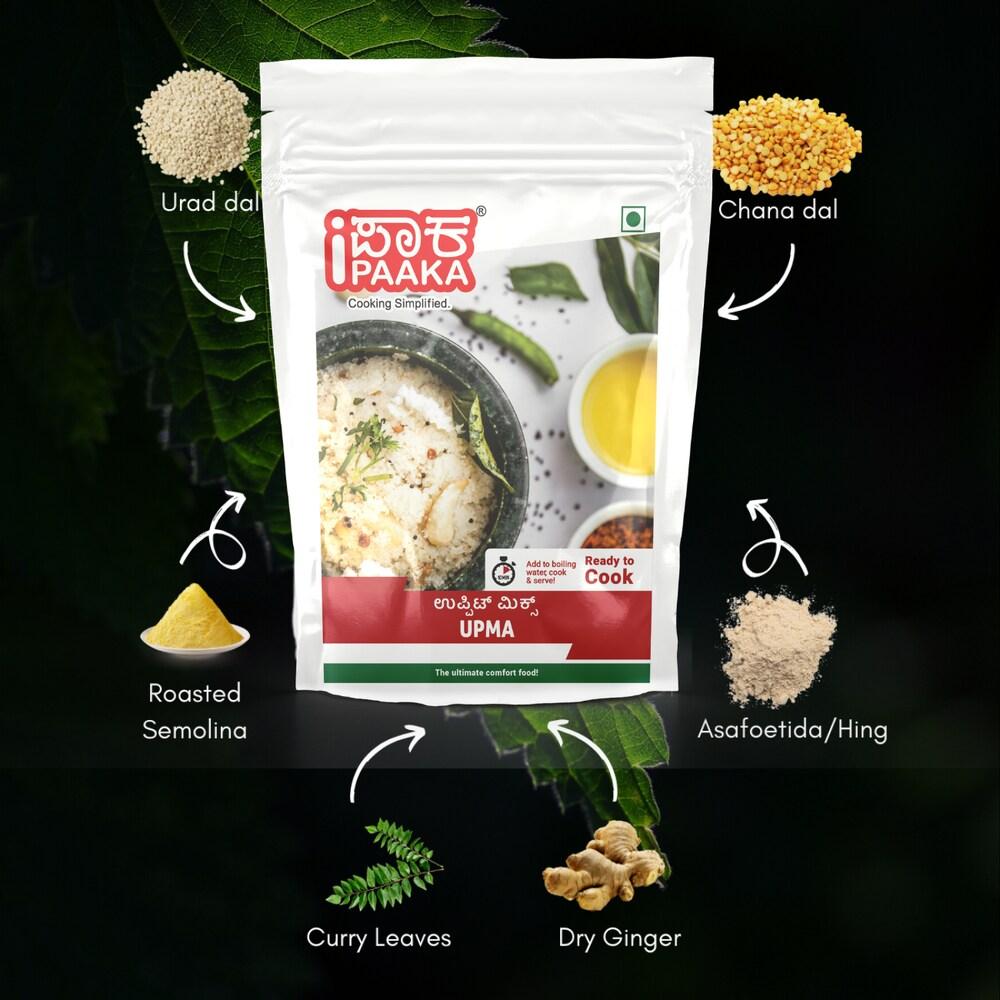 Urad dal
Chana dal
iಪಾಕ®
PAAKA
Cooking Simplified.
Add to boiling
water, cook
& serve!
Ready to
Cook
ಉಪ್ಪಿಟ್ ಮಿಕ್ಸ್
UPMA
The ultimate comfort food!
Roasted
Semolina
Asafoetida/Hing
Curry Leaves
Dry Ginger